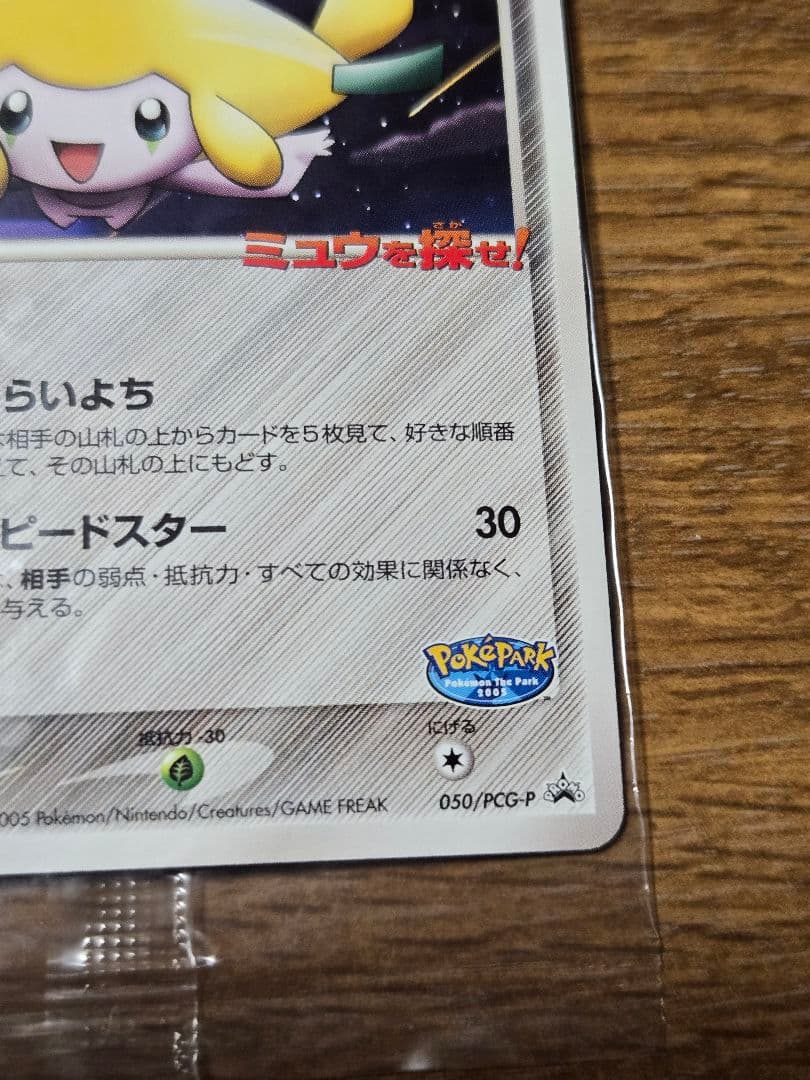 さが
ミュウを探せ!
らいよち
相手の山札の上からカードを5枚見て、好きな順番
て、その山札の上にもどす。
ピードスター
30
、相手の弱点・抵抗力・すべての効果に関係なく、
与える。
POKÉPARK
Pokémon The Park
2005
™
抵抗力 -30
にげる
005 Pokémon/Nintendo/Creatures/GAME FREAK
050/PCG-P